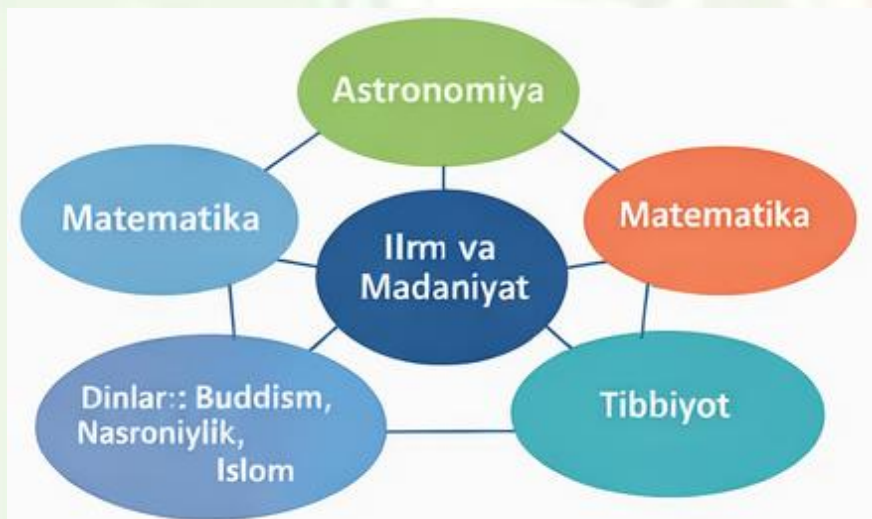 Astronomiya
Matematika
Matematika
Ilrm va
Madaniyat
Dinlar:: Buddism,
Nasroniylik,
Islom
Tibbiyot